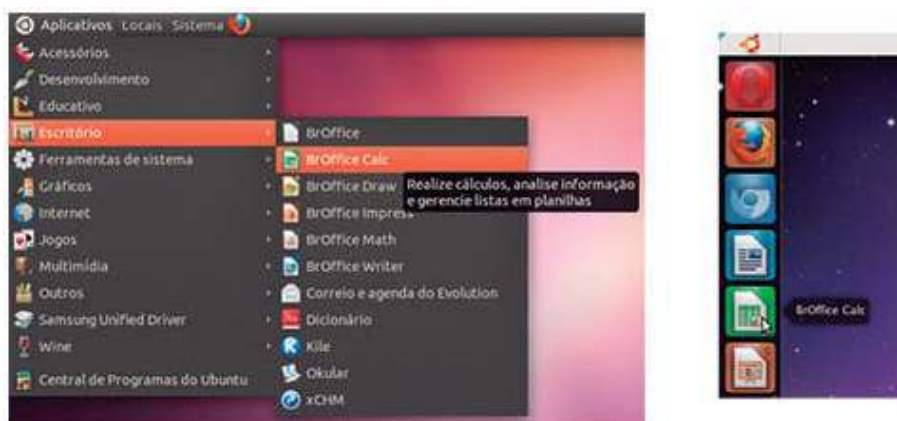 Aplicativos Locais Sistema
Acessórios
Desenvolvimento
Educativo
Escritório
Ferramentas de sistema
Gráficos
Internet
Jogos
Multimídia
Outros
Samsung Unified Driver
Wine
Central de Programas do Ubuntu
BrOffice
BrOffice Calc
BrOffice Draw
BrOffice Impress
BrOffice Math
BrOffice Writer
Correio e agenda do Evolution
Dicionário
Kile
Okular
xCHM
Realize cálculos, analise informação
e gerencie listas em planilhas
BrOffice Calc